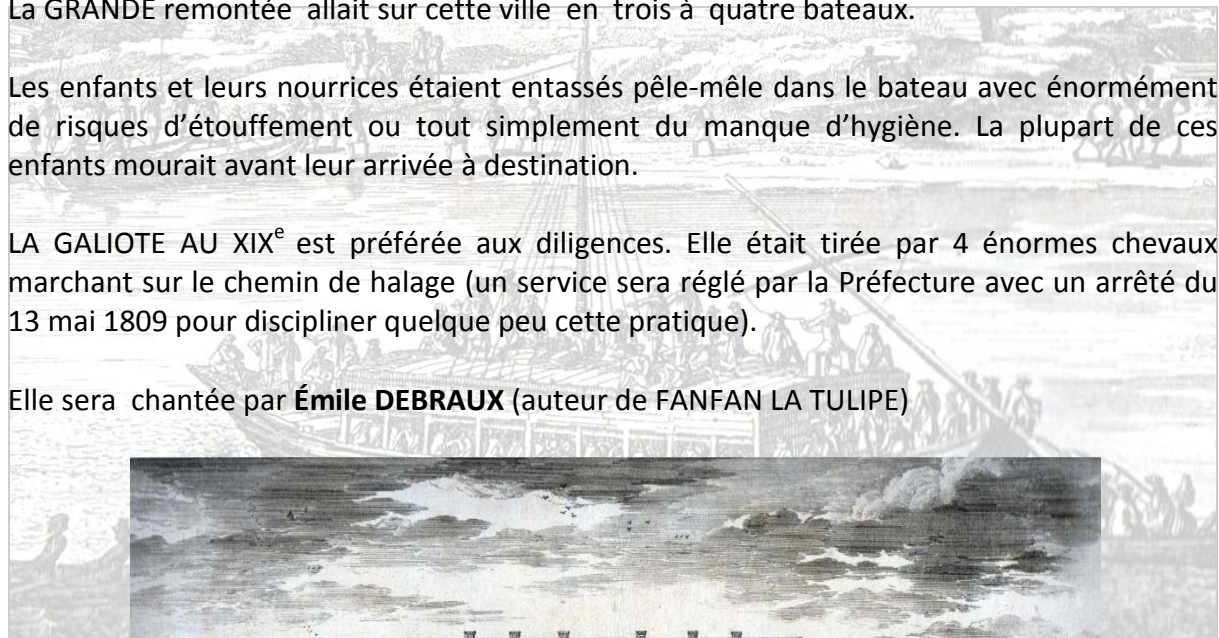 La GRANDE remontée allait sur cette ville en trois à quatre bateaux.
Les enfants et leurs nourrices étaient entassés pêle-mêle dans le bateau avec énormément
de risques d’étouffement ou tout simplement du manque d’hygiène. La plupart de ces
enfants mourait avant leur arrivée à destination.
LA GALIOTE AU XIXe est préférée aux diligences. Elle était tirée par 4 énormes chevaux
marchant sur le chemin de halage (un service sera réglé par la Préfecture avec un arrêté du
13 mai 1809 pour discipliner quelque peu cette pratique).
Elle sera chantée par Émile DEBRAUX (auteur de FANFAN LA TULIPE)